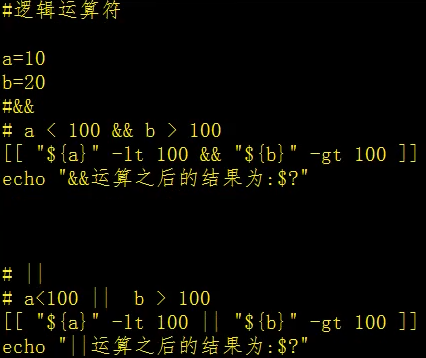 #逻辑运算符
a=10
b=20
#&&
# a < 100 && b > 100
[[ "${a}" -lt 100 && "${b}" -gt 100 ]]
echo "&&运算之后的结果为:$?"
# ||
# a<100 ||  b > 100
[[ "${a}" -lt 100 || "${b}" -gt 100 ]]
echo "||运算之后的结果为:$?"